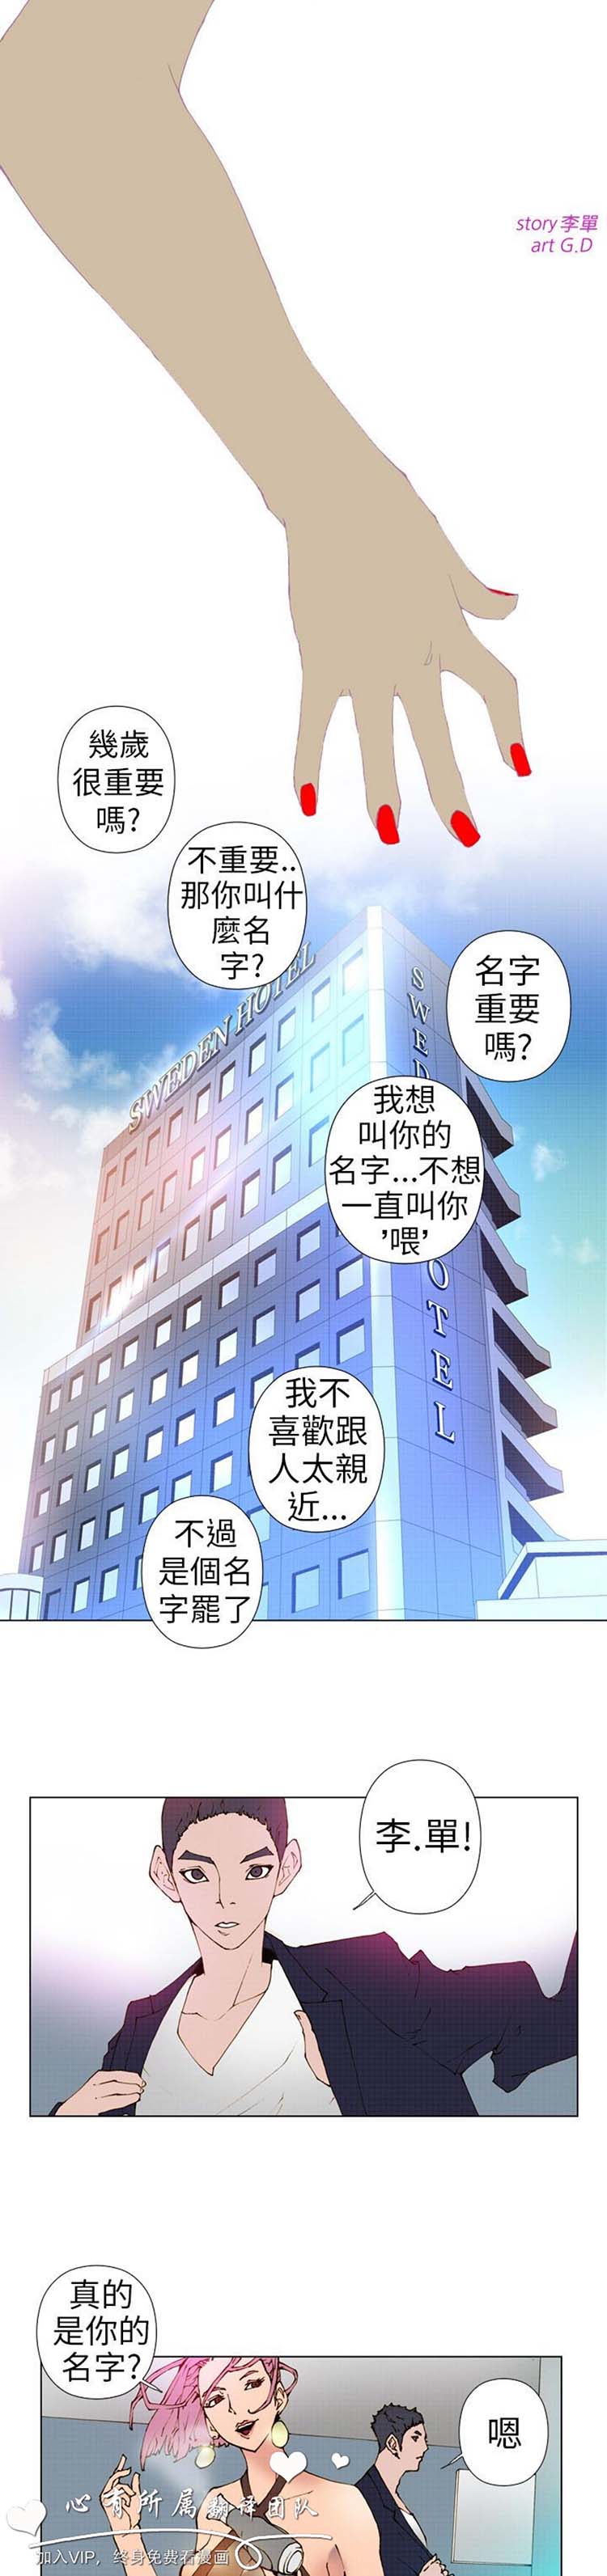 story 李單
art G.D
幾歲
很重要
嗎?
不重要..
那你叫什
麼名
字?
SWEDEN HOTEL
名字
重要
嗎?
SWED
我想
叫你的
名字...不想
一直叫你
’喂’
OTEL
我不
喜歡跟
人太親
近...
不過
是個名
字罷了
李.單!
真的
是你的
名字?
嗯
心有所属翻译团队
加入VIP，终身免费看漫画